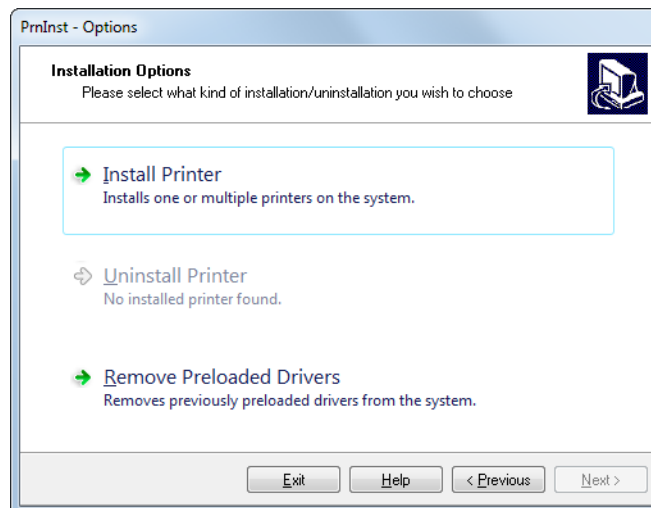 PrnInst - Options
Installation Options
Please select what kind of installation/uninstallation you wish to choose
Install Printer
Installs one or multiple printers on the system.
Uninstall Printer
No installed printer found.
Remove Preloaded Drivers
Removes previously preloaded drivers from the system.
Exit Help < Previous Next >